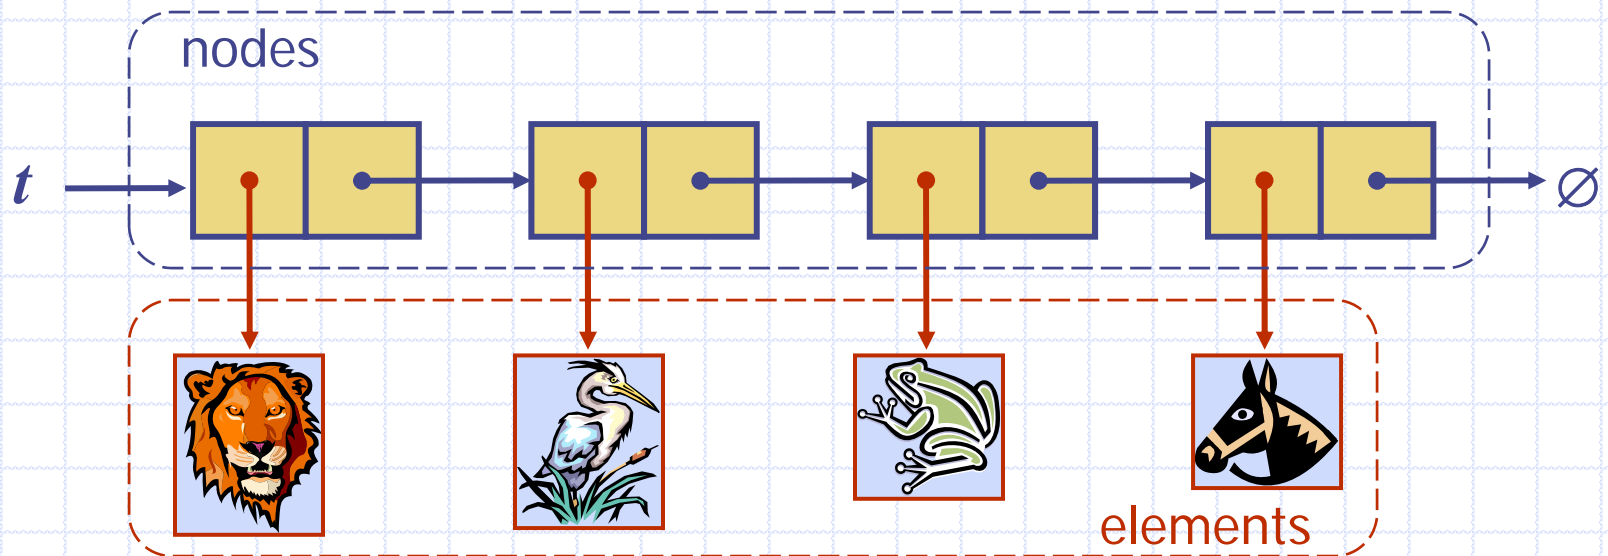 nodes
t
∅
elements